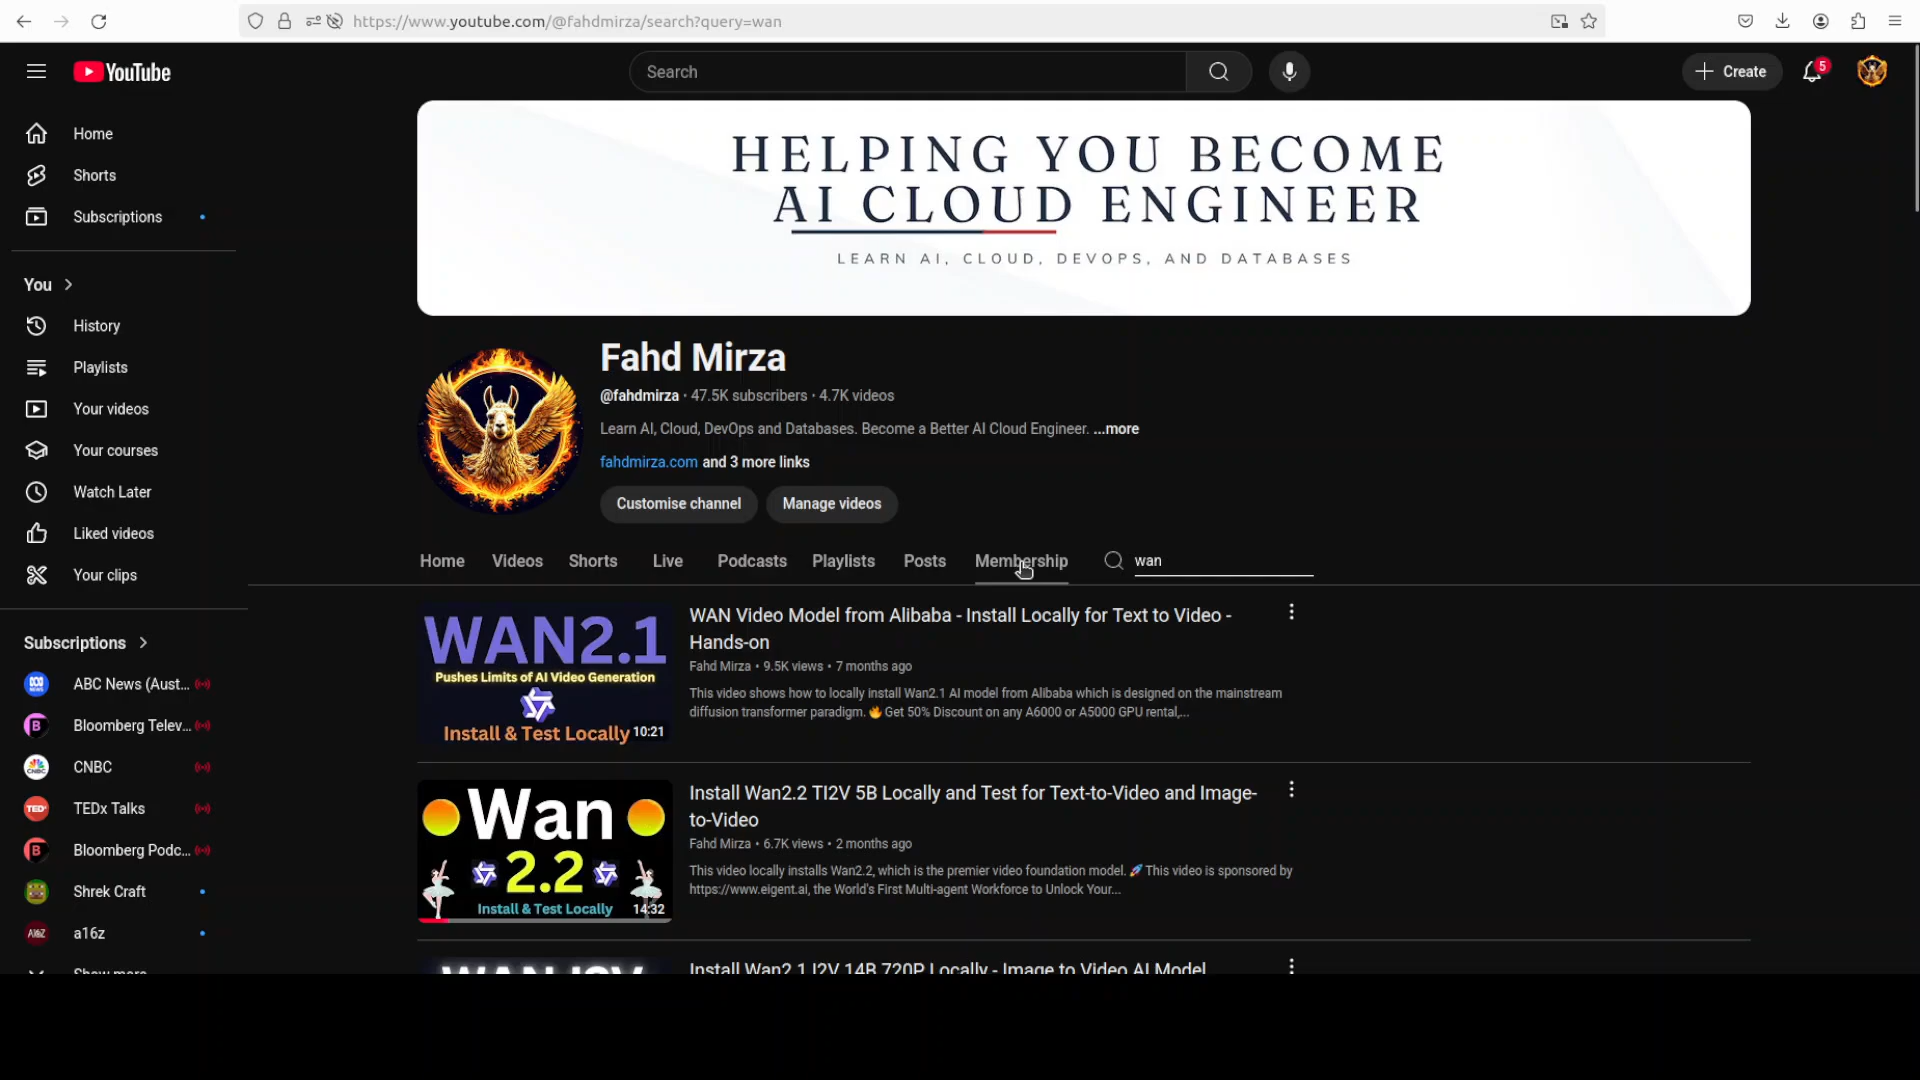 https://www.youtube.com/@fahdmirza/search?query=wan
YouTube
Search
Create
5
Home
Shorts
Subscriptions
You
History
Playlists
Your videos
Your courses
Watch Later
Liked videos
Your clips
Subscriptions
ABC News (Aust...
Bloomberg Telev...
CNBC
TEDx Talks
Bloomberg Podc...
Shrek Craft
a16z
Show more
HELPING YOU BECOME
AI CLOUD ENGINEER
LEARN AI, CLOUD, DEVOPS, AND DATABASES
Fahd Mirza
@fahdmirza · 47.5K subscribers · 4.7K videos
Learn AI, Cloud, DevOps and Databases. Become a Better AI Cloud Engineer. ...more
fahdmirza.com and 3 more links
Customise channel
Manage videos
Home Videos Shorts Live Podcasts Playlists Posts Membership wan
WAN2.1
Pushes Limits of AI Video Generation
Install & Test Locally
10:21
WAN Video Model from Alibaba - Install Locally for Text to Video -
Hands-on
Fahd Mirza • 9.5K views • 7 months ago
This video shows how to locally install Wan2.1 AI model from Alibaba which is designed on the mainstream
diffusion transformer paradigm. 🔥Get 50% Discount on any A6000 or A5000 GPU rental,...
Wan
2.2
Install & Test Locally
14:32
Install Wan2.2 TI2V 5B Locally and Test for Text-to-Video and Image-
to-Video
Fahd Mirza • 6.7K views • 2 months ago
This video locally installs Wan2.2, which is the premier video foundation model. 🚀This video is sponsored by
https://www.eigent.ai, the World's First Multi-agent Workforce to Unlock Your...
WAN I2V
Install Wan2.1 I2V 14B 720P Locally - Image to Video AI Model